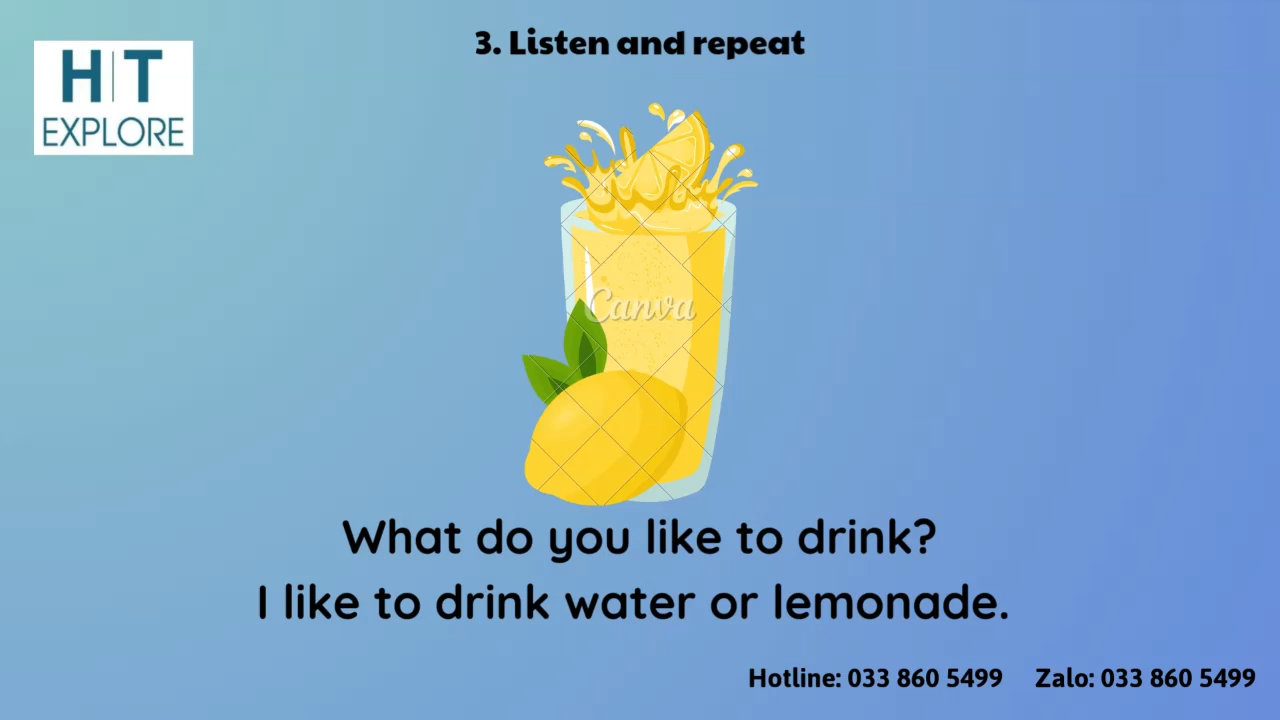 3. Listen and repeat
H|T
EXPLORE
Canva
What do you like to drink?
I like to drink water or lemonade.
Hotline: 033 860 5499 Zalo: 033 860 5499